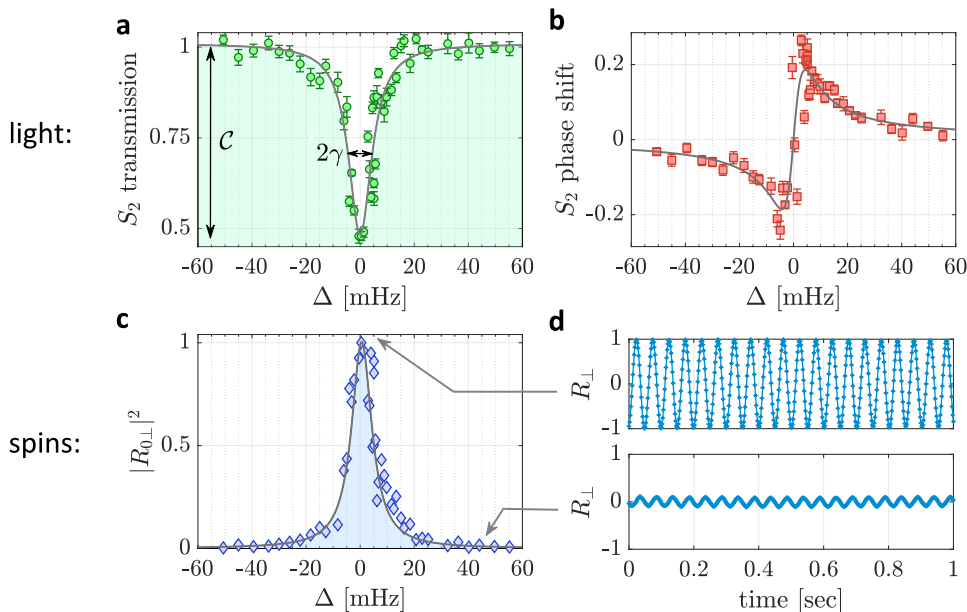 a
b
light:
S₂ transmission
1
0.75
0.5
𝒞
2γ
-60 -40 -20 0 20 40 60
Δ [mHz]
S₂ phase shift
0.2
0
-0.2
-60 -40 -20 0 20 40 60
Δ [mHz]
c
d
spins:
|R₀⊥|²
1
0.5
0
-60 -40 -20 0 20 40 60
Δ [mHz]
R⊥
1
0
-1
R⊥
1
0
-1
0 0.2 0.4 0.6 0.8 1
time [sec]